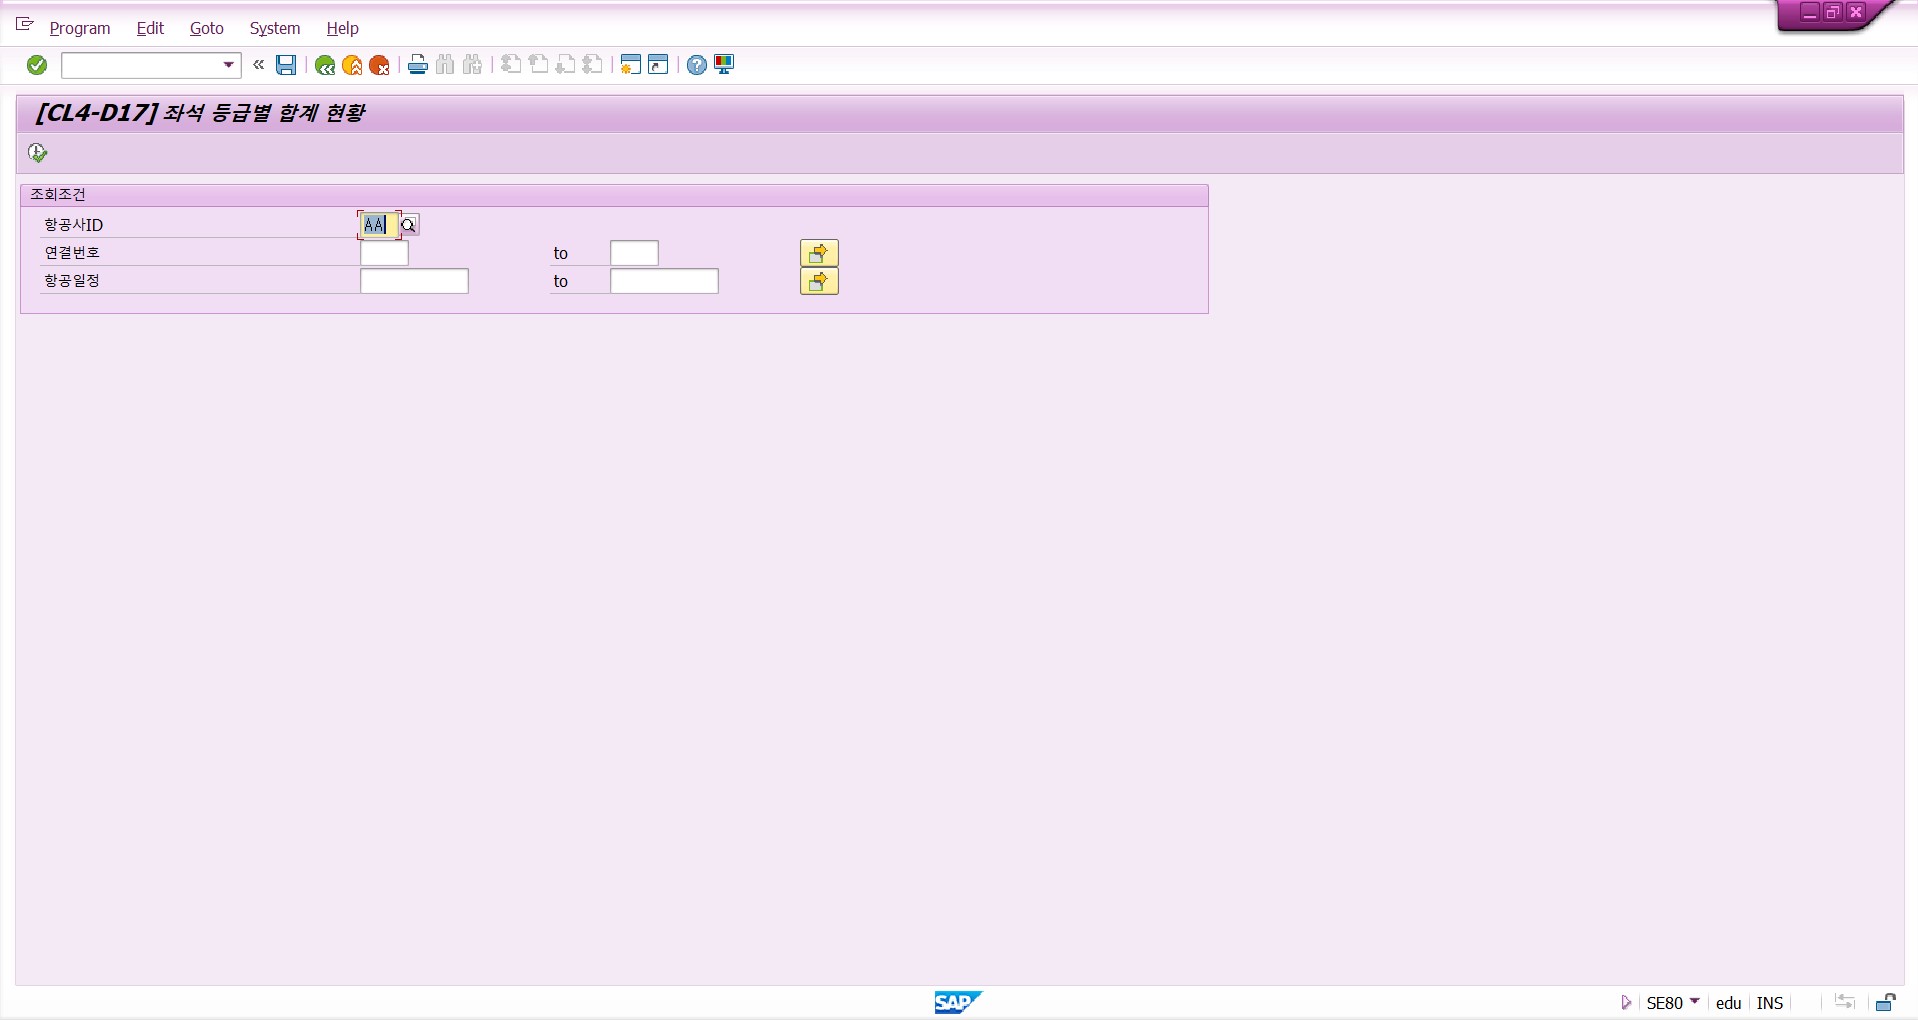 Program Edit Goto System Help
[CL4-D17] 좌석 등급별 합계 현황
조회조건
항공사ID AA
연결번호 to
항공일정 to
SAP SE80 edu INS